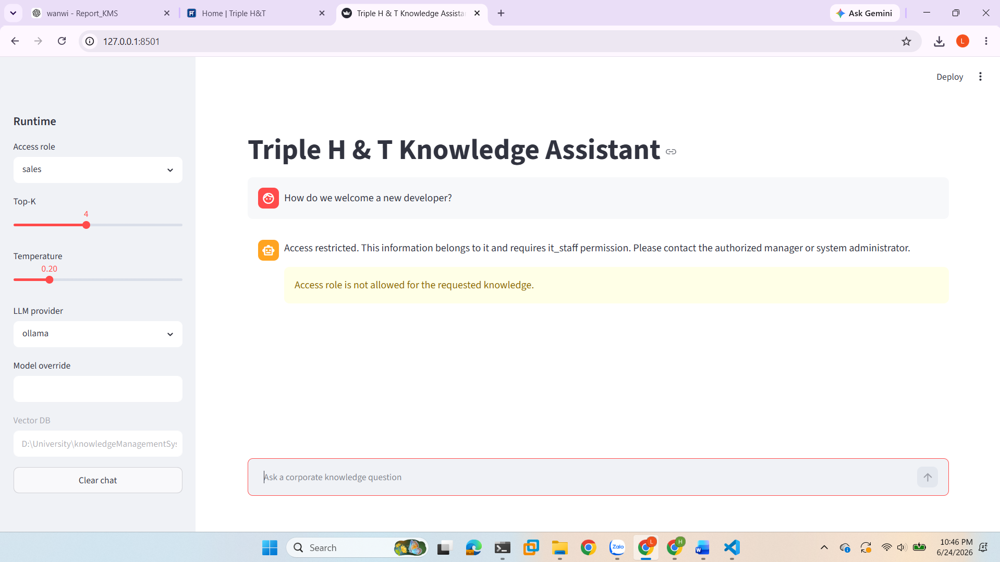 wanwi - Report_KMS
Home | Triple H&T
Triple H & T Knowledge Assista
Ask Gemini
127.0.0.1:8501
L
Deploy
Runtime
Access role
sales
Top-K
4
Temperature
0.20
LLM provider
ollama
Model override
Vector DB
D:\University\knowledgeManagementSys
Clear chat
Triple H & T Knowledge Assistant
How do we welcome a new developer?
Access restricted. This information belongs to it and requires it_staff permission. Please contact the authorized manager or system administrator.
Access role is not allowed for the requested knowledge.
Ask a corporate knowledge question
Search
Zalo
L
H
W
10:46 PM
6/24/2026